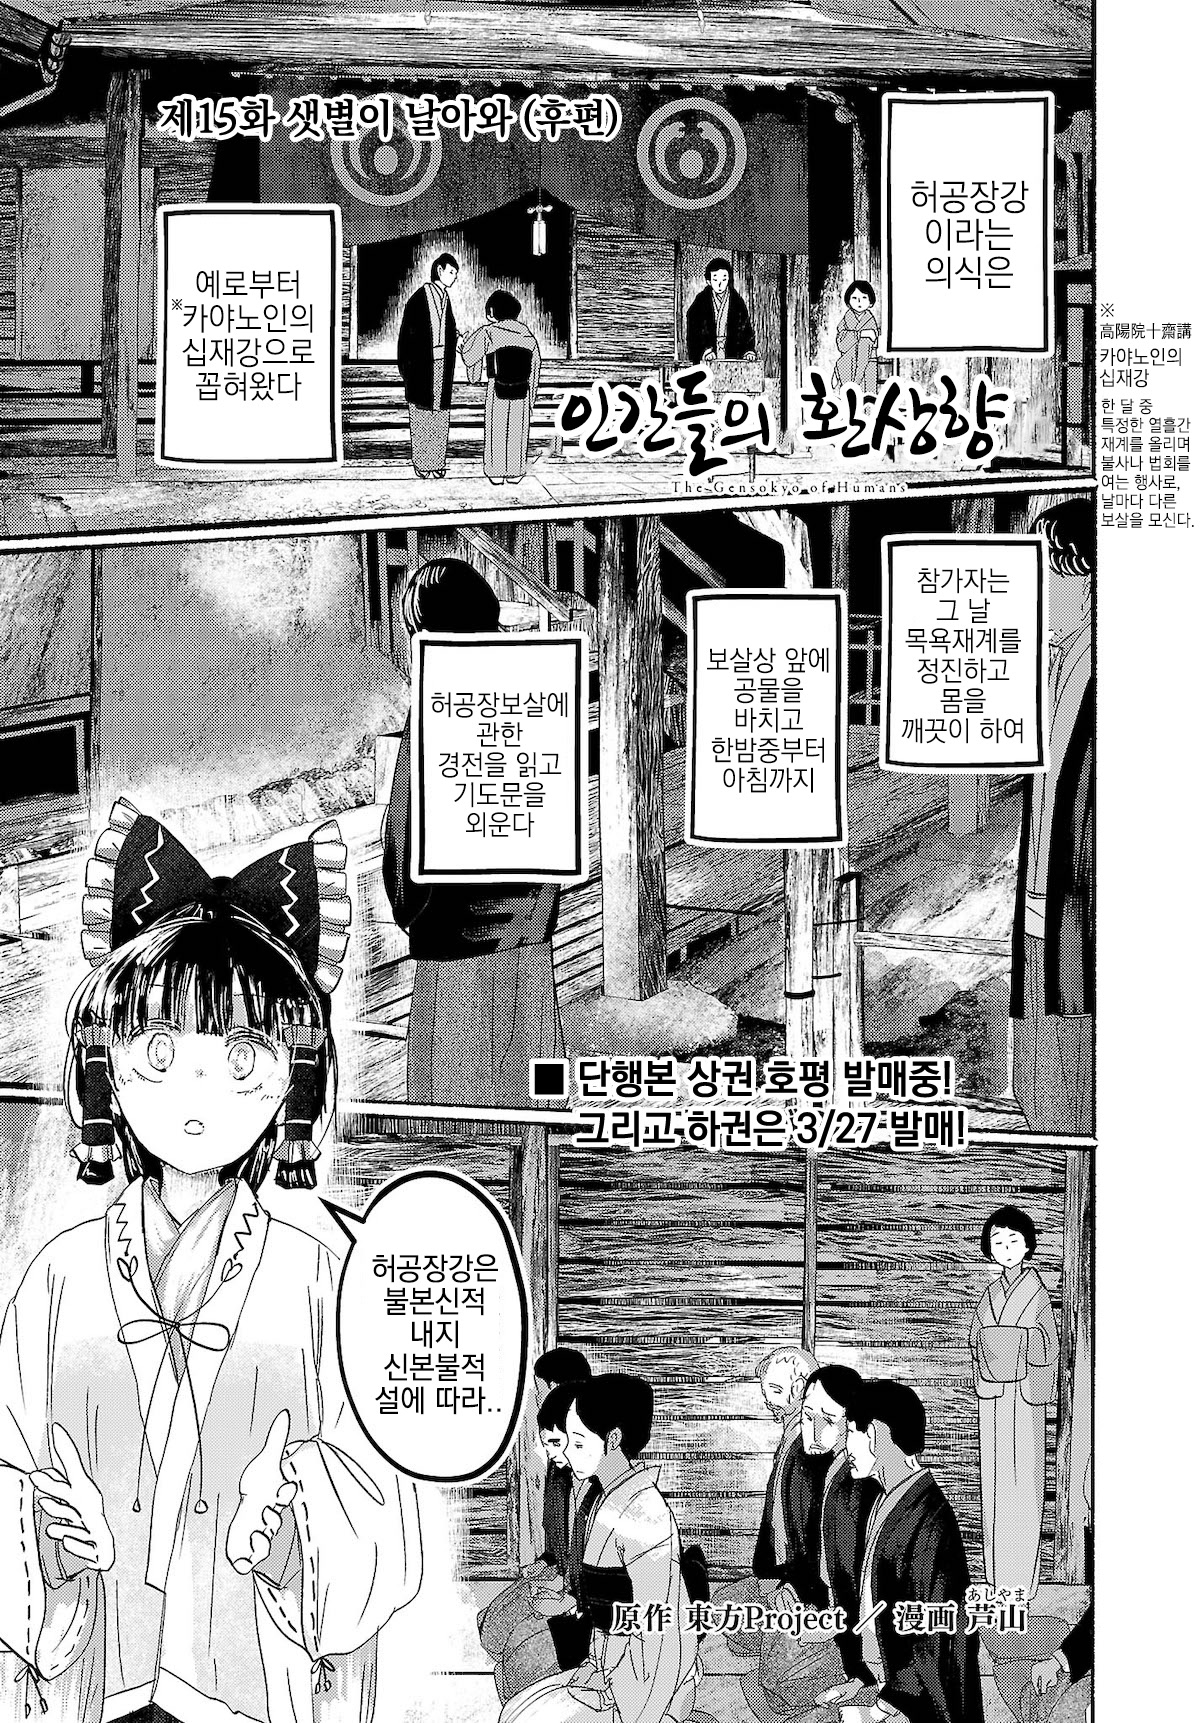 제15화 샛별이 날아와 (후편)
허공장강
이라는
의식은
예로부터
※카야노인의
십재강으로
꼽혀왔다
인간들의 환상향
The Gensokyo of Humans
※
高陽院十齋講
카야노인의
십재강
한 달 중
특정한 열흘간
재계를 올리며
불사나 법회를
여는 행사로,
날마다 다른
보살을 모신다.
참가자는
그 날
목욕재계를
정진하고
몸을
깨끗이 하여
보살상 앞에
공물을
바치고
한밤중부터
아침까지
허공장보살에
관한
경전을 읽고
기도문을
외운다
■ 단행본 상권 호평 발매중!
그리고 하권은 3/27 발매!
허공장강은
불본신적
내지
신본불적
설에 따라..
あしやま
原作 東方Project ／ 漫画 芦山